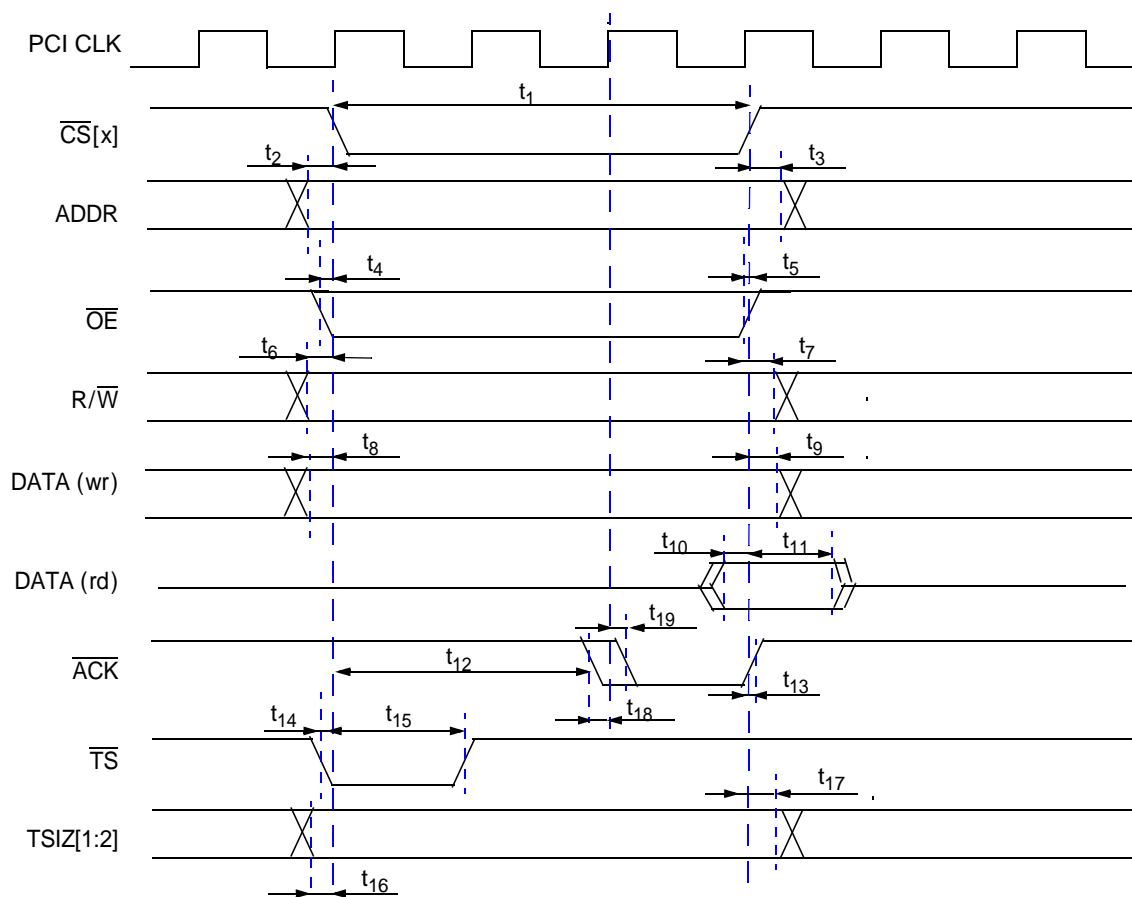 PCI CLK
t1
CS[x]
t2
t3
ADDR
t4
t5
OE
t6
t7
R/W
t8
t9
DATA (wr)
t10
t11
DATA (rd)
t19
ACK
t12
t13
t18
t14
t15
TS
t17
TSIZ[1:2]
t16